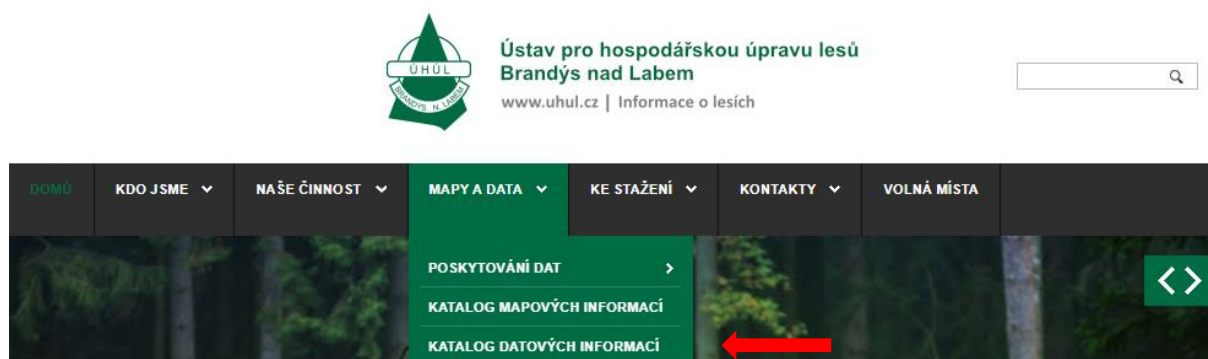 ÚHÚL
BRANDÝS N. LABEM
Ústav pro hospodářskou úpravu lesů
Brandýs nad Labem
www.uhul.cz | Informace o lesích
DOMŮ
KDO JSME
NAŠE ČINNOST
MAPY A DATA
KE STAŽENÍ
KONTAKTY
VOLNÁ MÍSTA
POSKYTOVÁNÍ DAT
KATALOG MAPOVÝCH INFORMACÍ
KATALOG DATOVÝCH INFORMACÍ